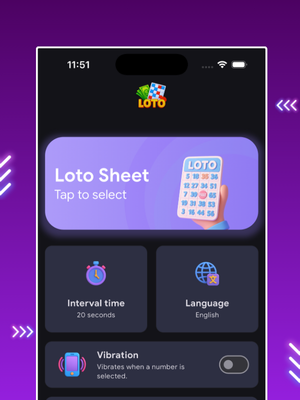 11:51
LOTO
Loto Sheet
Tap to select
LOTO
Interval time
20 seconds
Language
English
Vibration
Vibrates when a number is
selected.